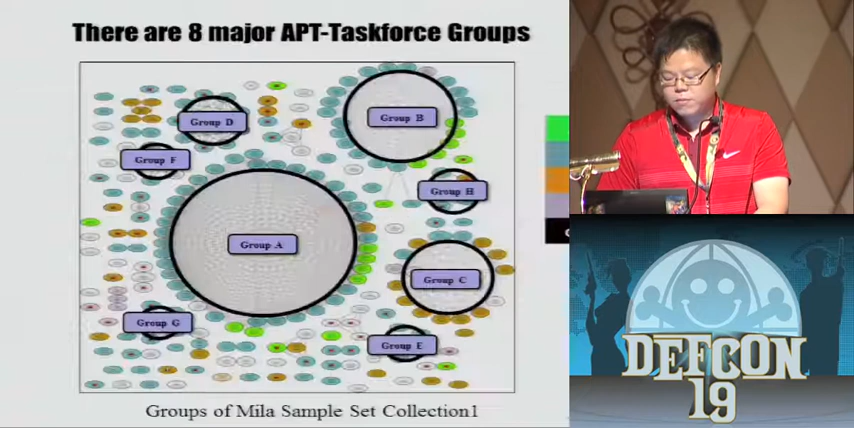 There are 8 major APT-Taskforce Groups
Group D
Group B
Group F
Group H
Group A
Group C
Group G
Group E
Groups of Mila Sample Set Collection1
DEFCON
19